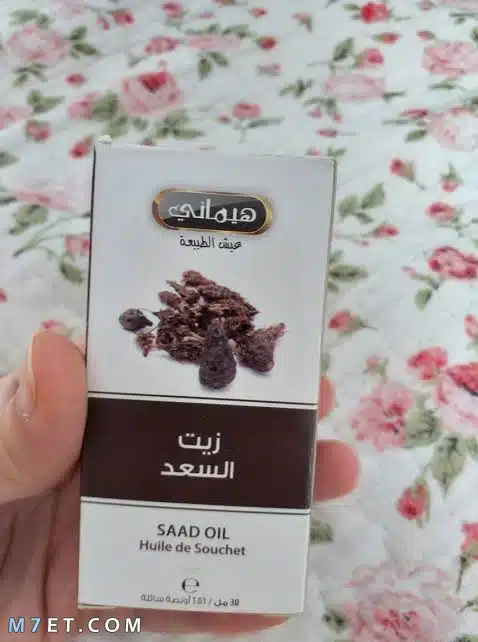 هيماني
عيش الطبيعة
زيت
السعد
SAAD OIL
Huile de Souchet
e
30 مل / 1.01 أونصة سائلة
M7ET.COM